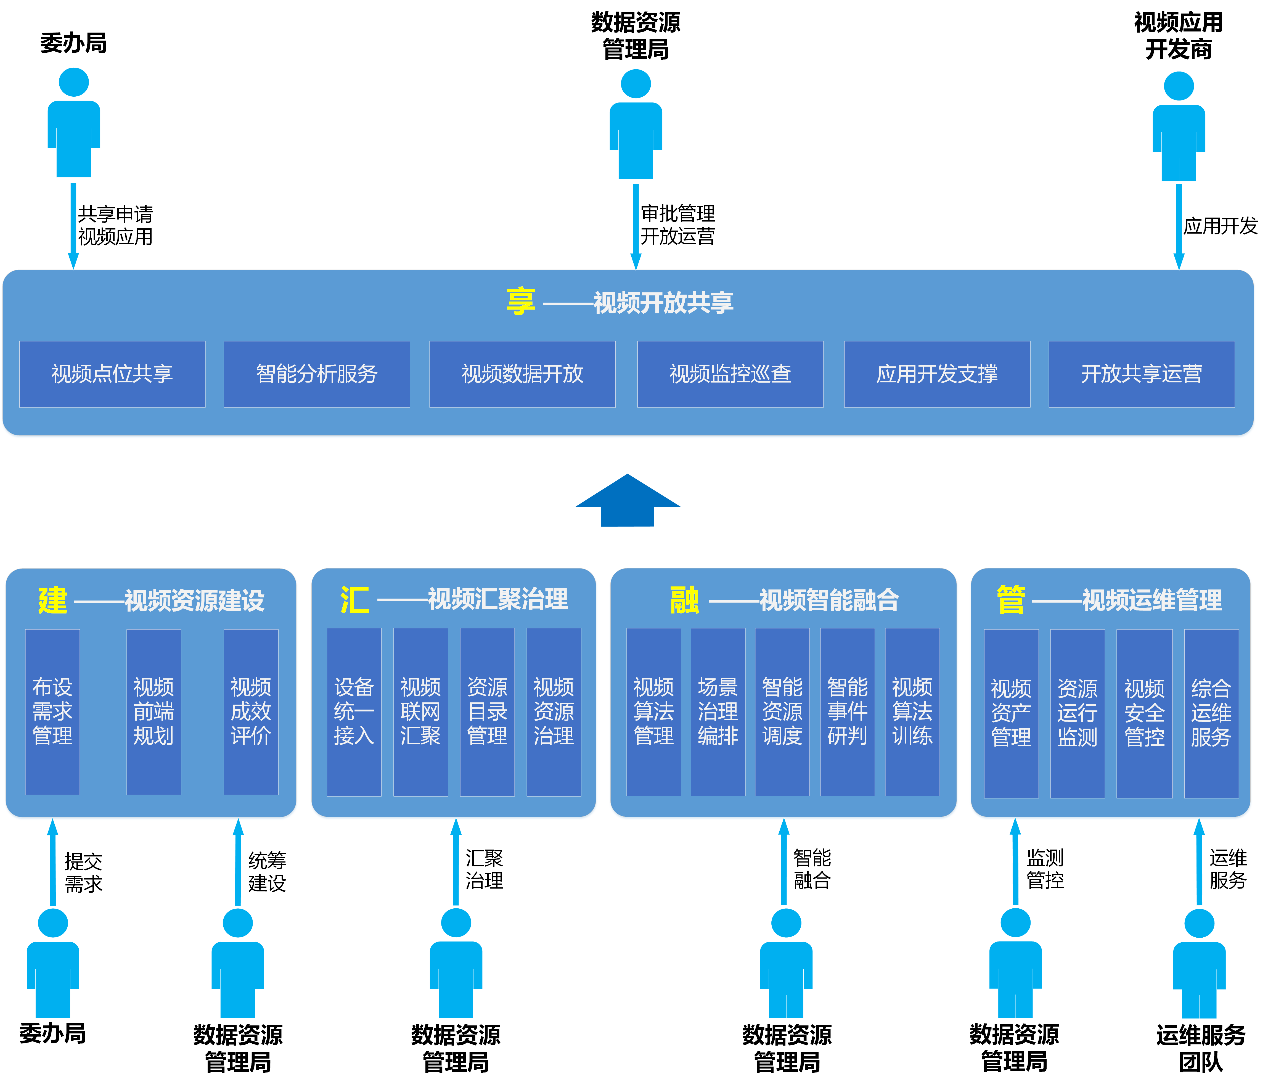 委办局
数据资源
管理局
视频应用
开发商
共享申请
视频应用
审批管理
开放运营
应用开发
享 ——视频开放共享
视频点位共享
智能分析服务
视频数据开放
视频监控巡查
应用开发支撑
开放共享运营
建 ——视频资源建设
布设
需求
管理
视频
前端
规划
视频
成效
评价
汇 ——视频汇聚治理
设备
统一
接入
视频
联网
汇聚
资源
目录
管理
视频
资源
治理
融 ——视频智能融合
视频
算法
管理
场景
治理
编排
智能
资源
调度
智能
事件
研判
视频
算法
训练
管 ——视频运维管理
视频
资产
管理
资源
运行
监测
视频
安全
管控
综合
运维
服务
提交
需求
统筹
建设
汇聚
治理
智能
融合
监测
管控
运维
服务
委办局
数据资源
管理局
数据资源
管理局
数据资源
管理局
数据资源
管理局
运维服务
团队